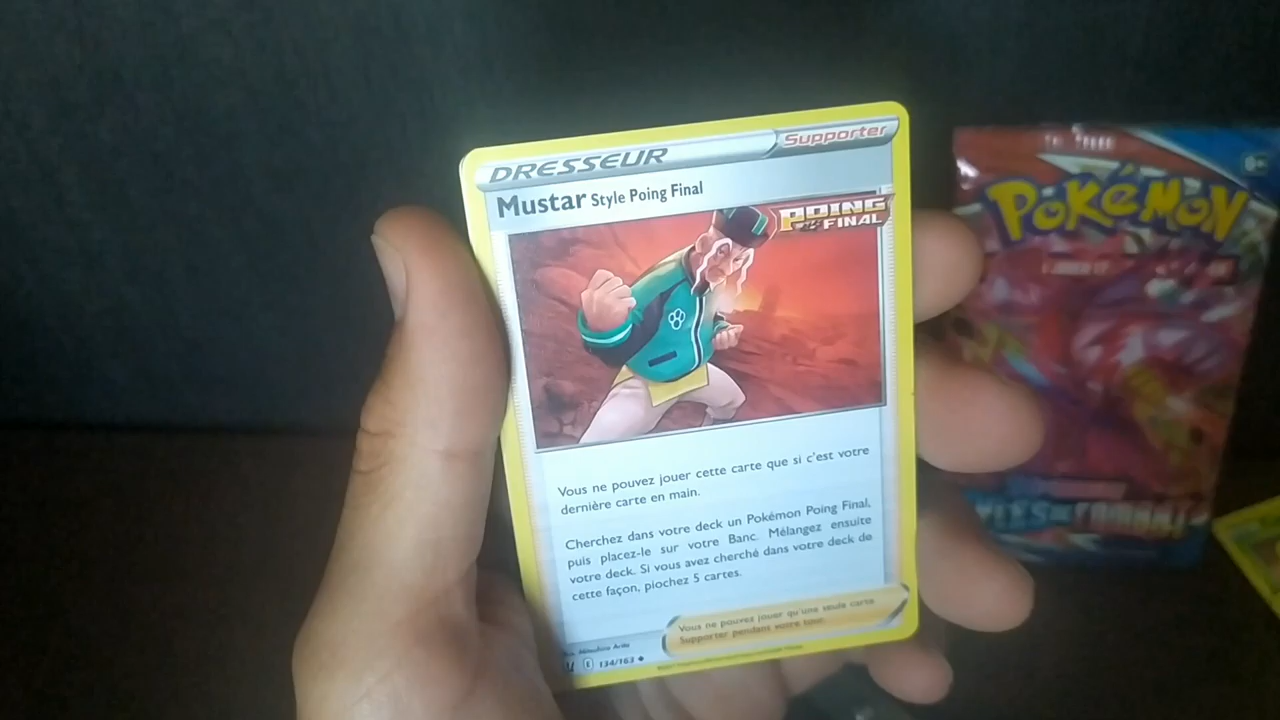 DRESSEUR
Supporter
Mustar Style Poing Final
POING
FINAL
Vous ne pouvez jouer cette carte que si c'est votre
dernière carte en main.
Cherchez dans votre deck un Pokémon Poing Final,
puis placez-le sur votre Banc. Mélangez ensuite
votre deck. Si vous avez cherché dans votre deck de
cette façon, piochez 5 cartes.
Vous ne pouvez jouer qu'une seule carte
Supporter pendant votre tour.
134/163
POKÉMON